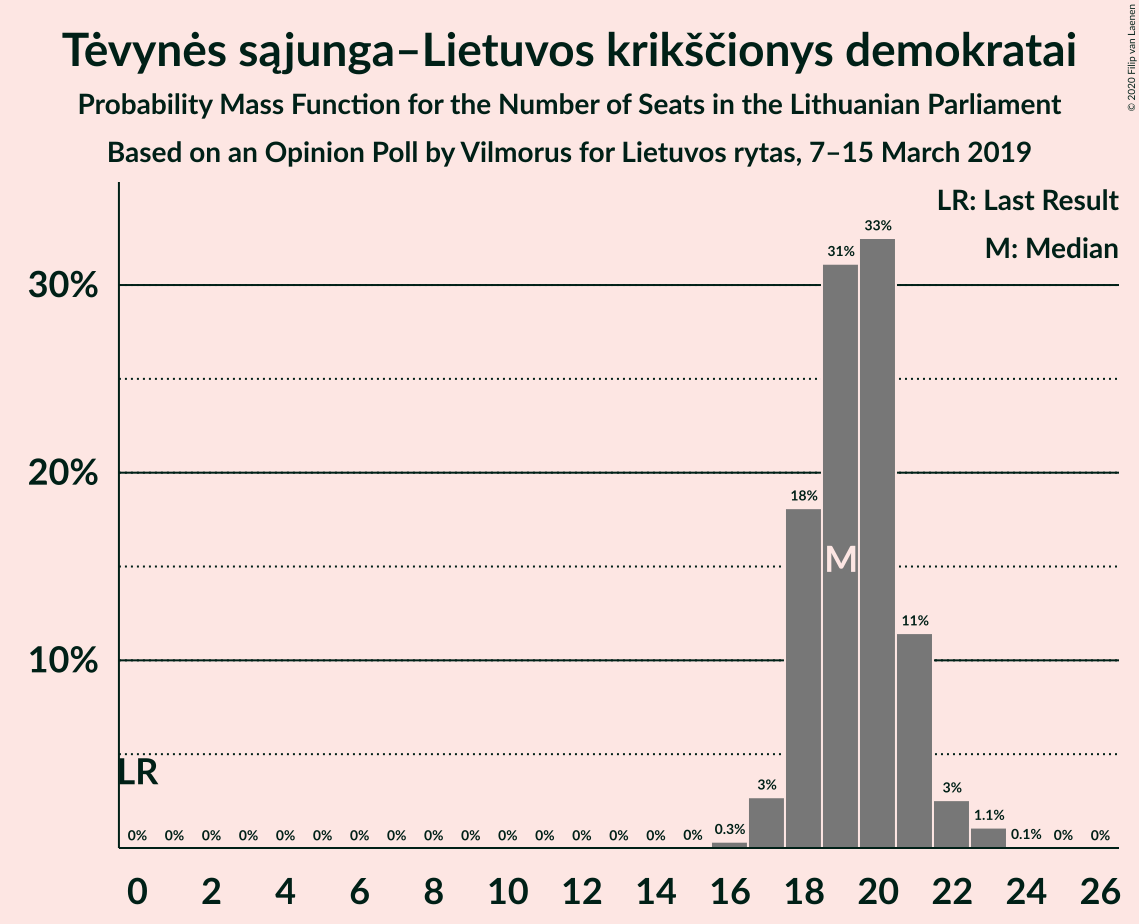 Tėvynės sąjunga–Lietuvos krikščionys demokratai
Probability Mass Function for the Number of Seats in the Lithuanian Parliament
Based on an Opinion Poll by Vilmorus for Lietuvos rytas, 7–15 March 2019
© 2020 Filip van Laenen
LR: Last Result
M: Median
33%
31%
30%
18%
20%
M
11%
10%
LR
3% 3%
1.1%
0% 0% 0% 0% 0% 0% 0% 0% 0% 0% 0% 0% 0% 0% 0% 0% 0.3% 0.1% 0% 0%
0 2 4 6 8 10 12 14 16 18 20 22 24 26